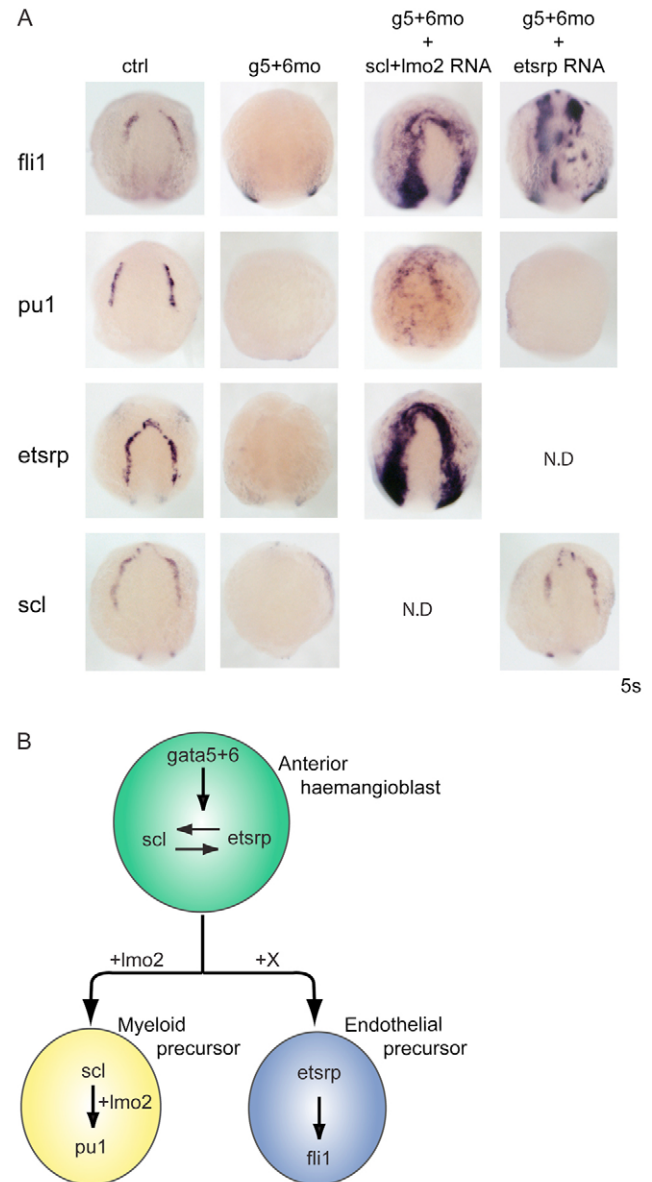 A
ctrl
g5+6mo
g5+6mo
+
scl+lmo2 RNA
g5+6mo
+
etsrp RNA
fli1
pu1
etsrp
N.D
scl
N.D
5s
B
gata5+6
scl
etsrp
Anterior
haemangioblast
+lmo2
+X
Myeloid
precursor
scl
+lmo2
pu1
Endothelial
precursor
etsrp
fli1